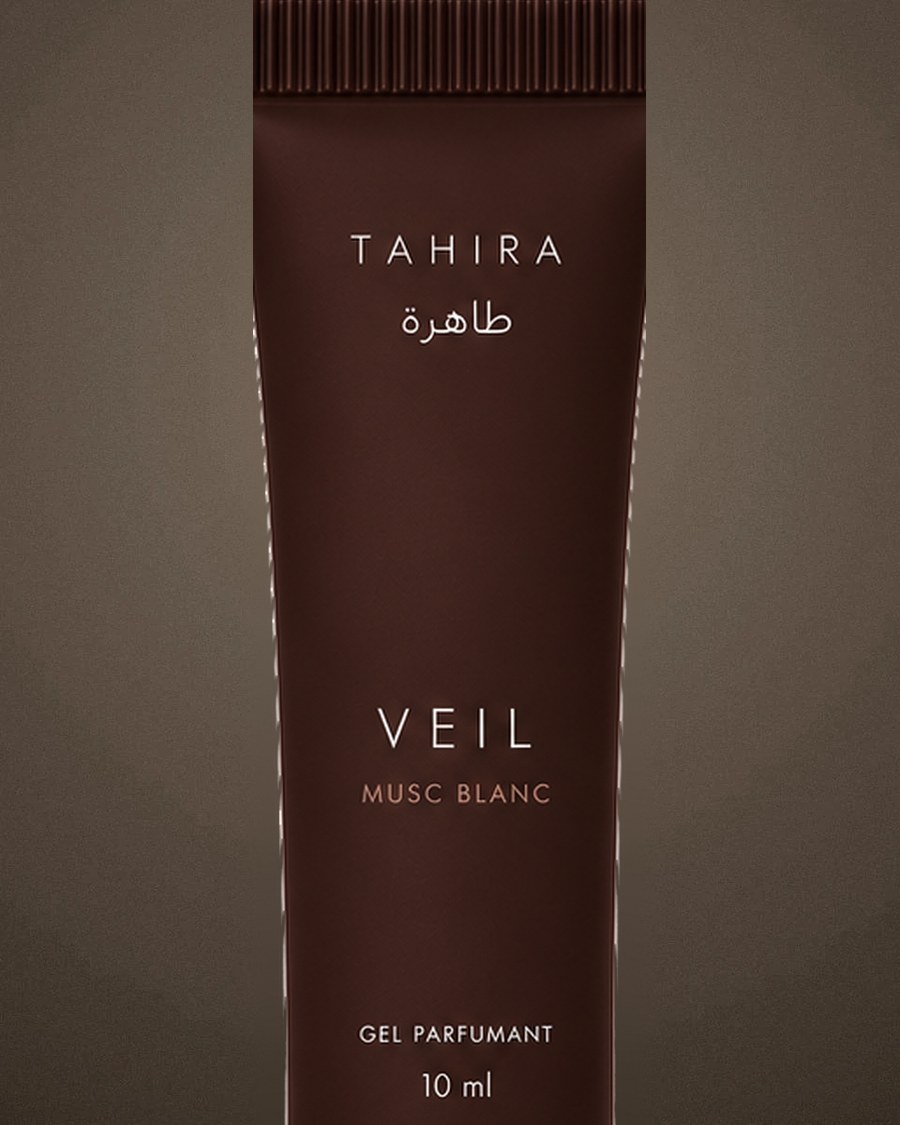 TAHIRA
طاهرة
VEIL
MUSC BLANC
GEL PARFUMANT
10 ml